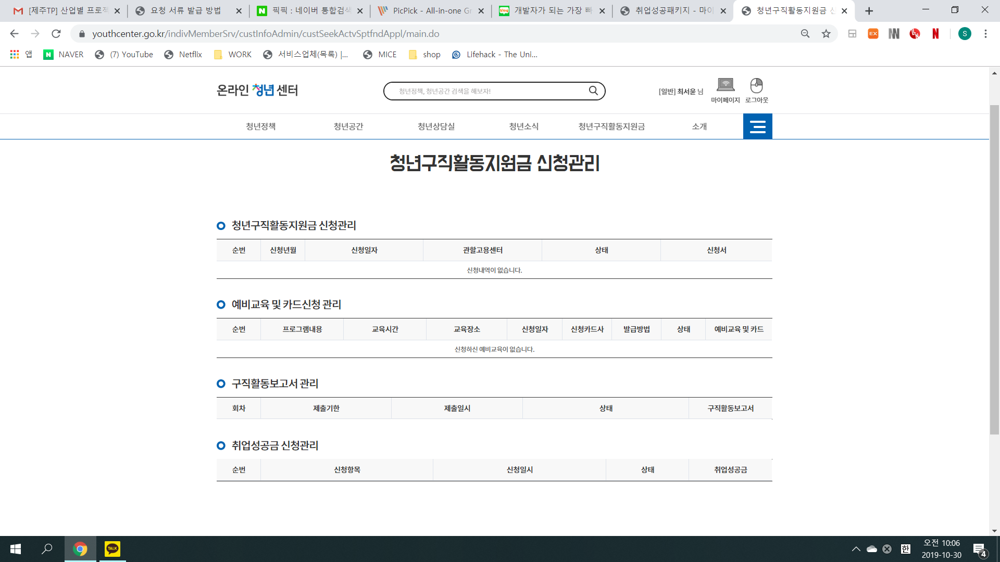 [제주TP] 산업별 프로젝
요청 서류 발급 방법
픽픽 : 네이버 통합검색
PicPick - All-in-one Gr
개발자가 되는 가장 빠
취업성공패키지 - 마이
청년구직활동지원금 신
youthcenter.go.kr/indivMemberSrv/custInfoAdmin/custSeekActvSptfndAppl/main.do
EX
S
앱
NAVER
(7) YouTube
Netflix
WORK
서비스업체(목록) |...
MICE
shop
Lifehack - The Uni...
온라인 청년 센터
청년정책, 청년공간 검색을 해보자!
[일반] 최서윤 님
마이페이지
로그아웃
청년정책
청년공간
청년상담실
청년소식
청년구직활동지원금
소개
청년구직활동지원금 신청관리
청년구직활동지원금 신청관리
순번 신청년월 신청일자 관할고용센터 상태 신청서
신청내역이 없습니다.
예비교육 및 카드신청 관리
순번 프로그램내용 교육시간 교육장소 신청일자 신청카드사 발급방법 상태 예비교육 및 카드
신청하신 예비교육이 없습니다.
구직활동보고서 관리
회차 제출기한 제출일시 상태 구직활동보고서
취업성공금 신청관리
순번 신청항목 신청일시 상태 취업성공금
TALK
한
오전 10:06
2019-10-30
4